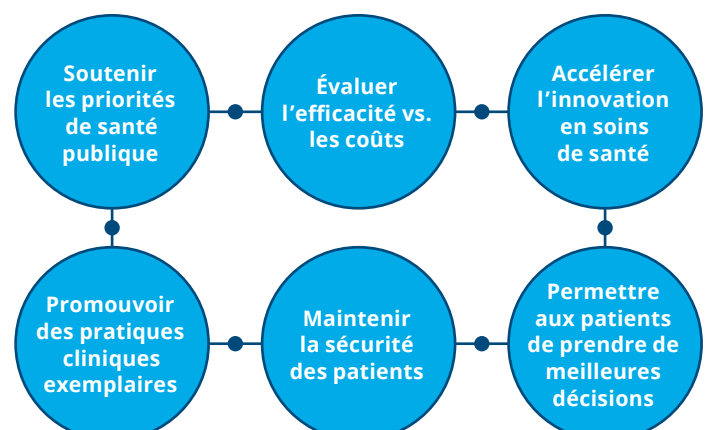 Soutenir
les priorités
de santé
publique
Évaluer
l’efficacité vs.
les coûts
Accélérer
l’innovation
en soins
de santé
Promouvoir
des pratiques
cliniques
exemplaires
Maintenir
la sécurité
des patients
Permettre
aux patients
de prendre de
meilleures
décisions